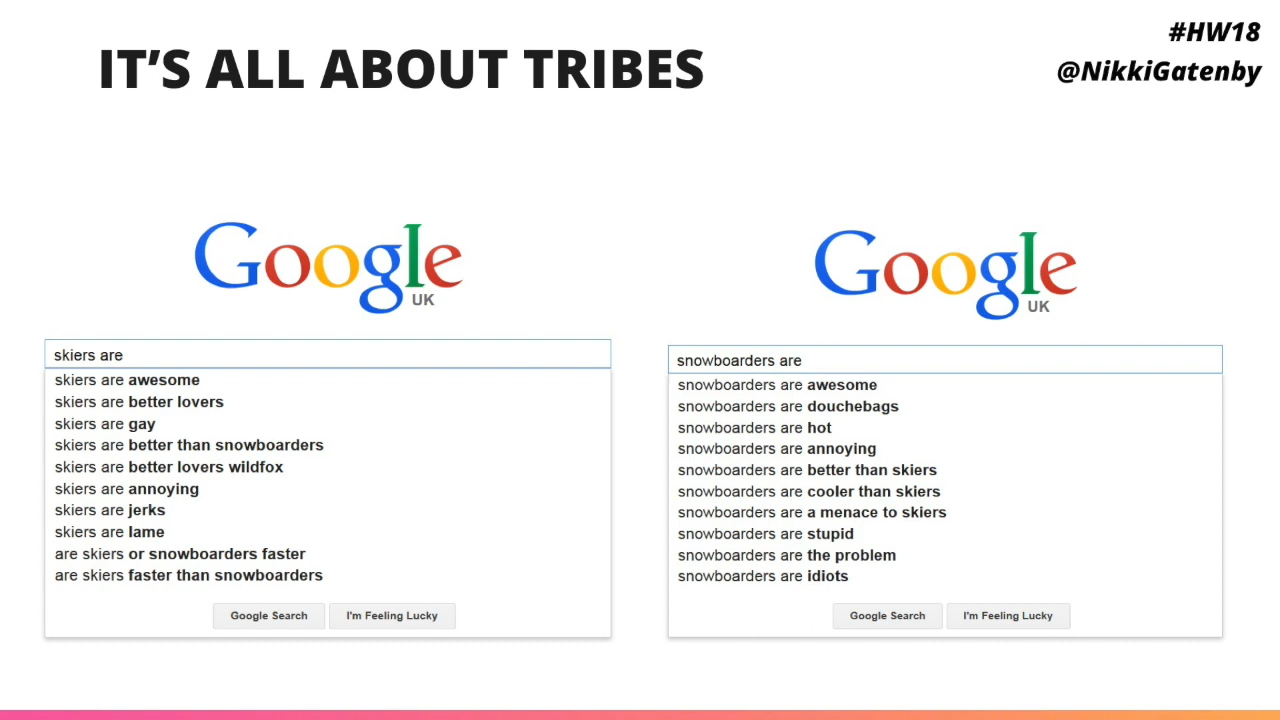 IT’S ALL ABOUT TRIBES
#HW18
@NikkiGatenby
Google
UK
skiers are
skiers are awesome
skiers are better lovers
skiers are gay
skiers are better than snowboarders
skiers are better lovers wildfox
skiers are annoying
skiers are jerks
skiers are lame
are skiers or snowboarders faster
are skiers faster than snowboarders
Google Search
I'm Feeling Lucky
Google
UK
snowboarders are
snowboarders are awesome
snowboarders are douchebags
snowboarders are hot
snowboarders are annoying
snowboarders are better than skiers
snowboarders are cooler than skiers
snowboarders are a menace to skiers
snowboarders are stupid
snowboarders are the problem
snowboarders are idiots
Google Search
I'm Feeling Lucky